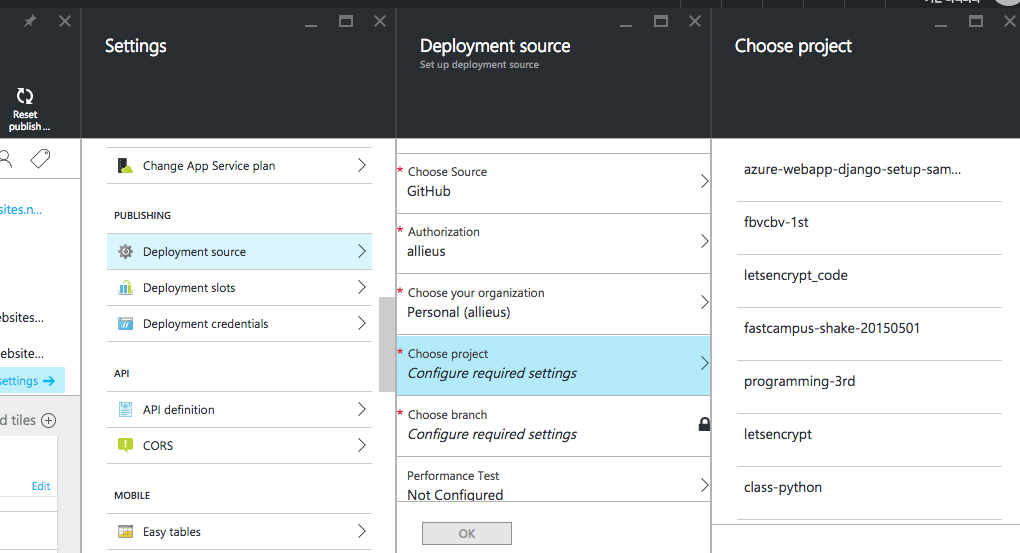 Reset
publish ...
sites.n...
ebsites...
ebsite...
settings →
d tiles
Edit
Settings
Change App Service plan
PUBLISHING
Deployment source
Deployment slots
Deployment credentials
API
API definition
CORS
MOBILE
Easy tables
Deployment source
Set up deployment source
* Choose Source
GitHub
* Authorization
allieus
* Choose your organization
Personal (allieus)
* Choose project
Configure required settings
* Choose branch
Configure required settings
Performance Test
Not Configured
OK
Choose project
azure-webapp-django-setup-sam...
fbvcbv-1st
letsencrypt_code
fastcampus-shake-20150501
programming-3rd
letsencrypt
class-python